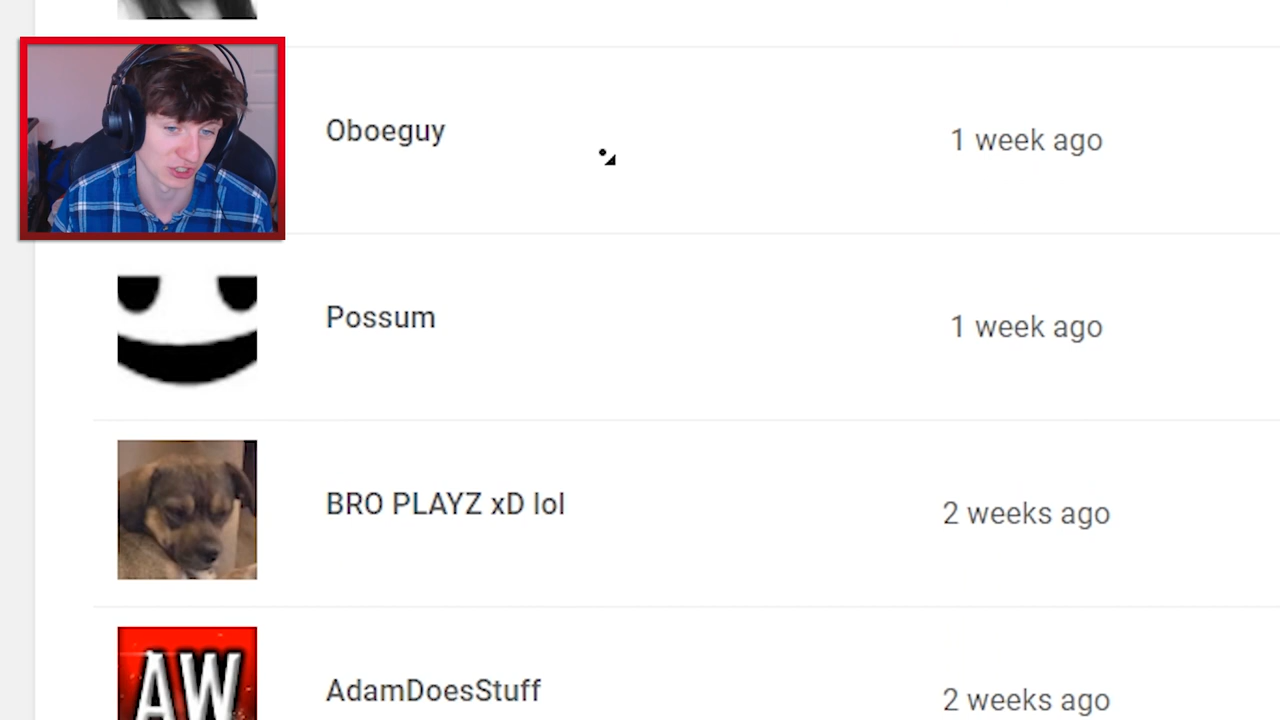 Oboeguy
1 week ago
Possum
1 week ago
BRO PLAYZ xD lol
2 weeks ago
AW
AdamDoesStuff
2 weeks ago